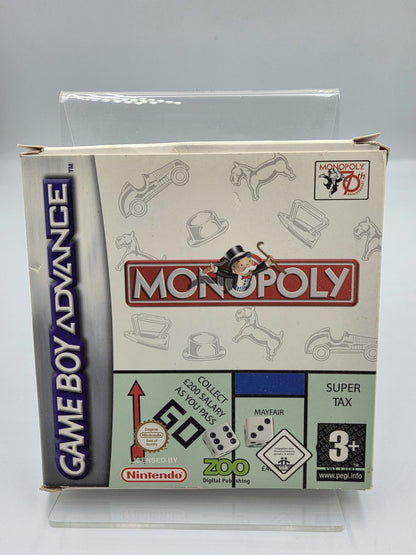 GAME BOY ADVANCE™
MONOPOLY
70th
MONOPOLY
COLLECT
£200 SALARY
AS YOU PASS
GO
MAYFAIR
SUPER
TAX
Original
Nintendo
Seal of
Quality
LICENSED BY
Nintendo
ZOO
Digital Publishing
3+
www.pegi.info